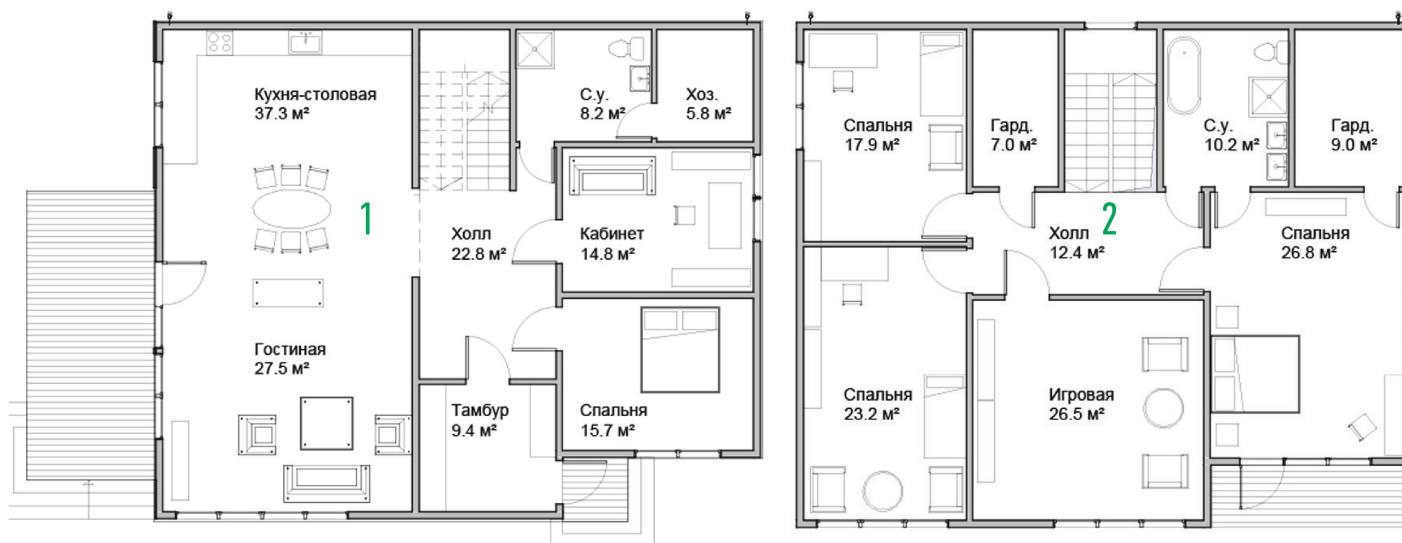 Кухня-столовая
37.3 м²
С.у.
8.2 м²
Хоз.
5.8 м²
1
Холл
22.8 м²
Кабинет
14.8 м²
Гостиная
27.5 м²
Тамбур
9.4 м²
Спальня
15.7 м²
Спальня
17.9 м²
Гард.
7.0 м²
С.у.
10.2 м²
Гард.
9.0 м²
2
Холл
12.4 м²
Спальня
26.8 м²
Спальня
23.2 м²
Игровая
26.5 м²